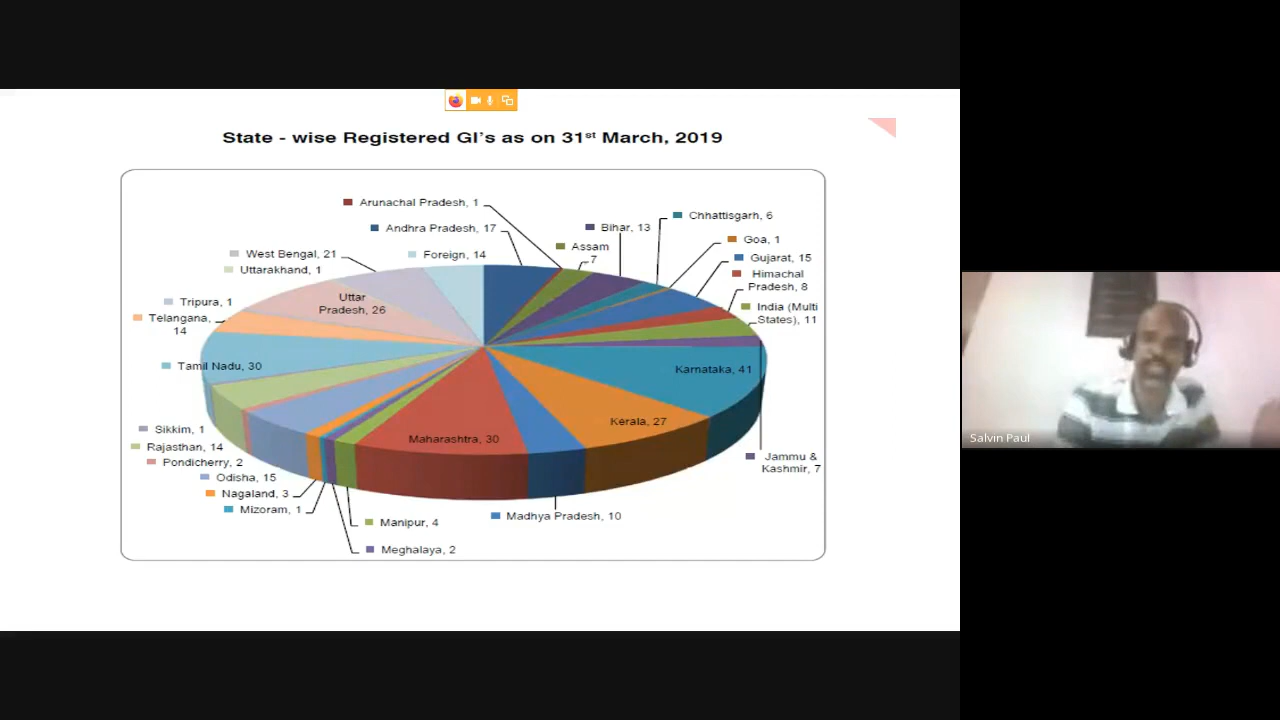 State - wise Registered GI's as on 31st March, 2019
Arunachal Pradesh, 1
Andhra Pradesh, 17
Foreign, 14
West Bengal, 21
Uttarakhand, 1
Uttar
Pradesh, 26
Tripura, 1
Telangana,
14
Tamil Nadu, 30
Sikkim, 1
Rajasthan, 14
Pondicherry, 2
Odisha, 15
Nagaland, 3
Mizoram, 1
Meghalaya, 2
Manipur, 4
Maharashtra, 30
Madhya Pradesh, 10
Kerala, 27
Karnataka, 41
Jammu &
Kashmir, 7
India (Multi
States), 11
Himachal
Pradesh, 8
Gujarat, 15
Goa, 1
Chhattisgarh, 6
Bihar, 13
Assam
7
Salvin Paul